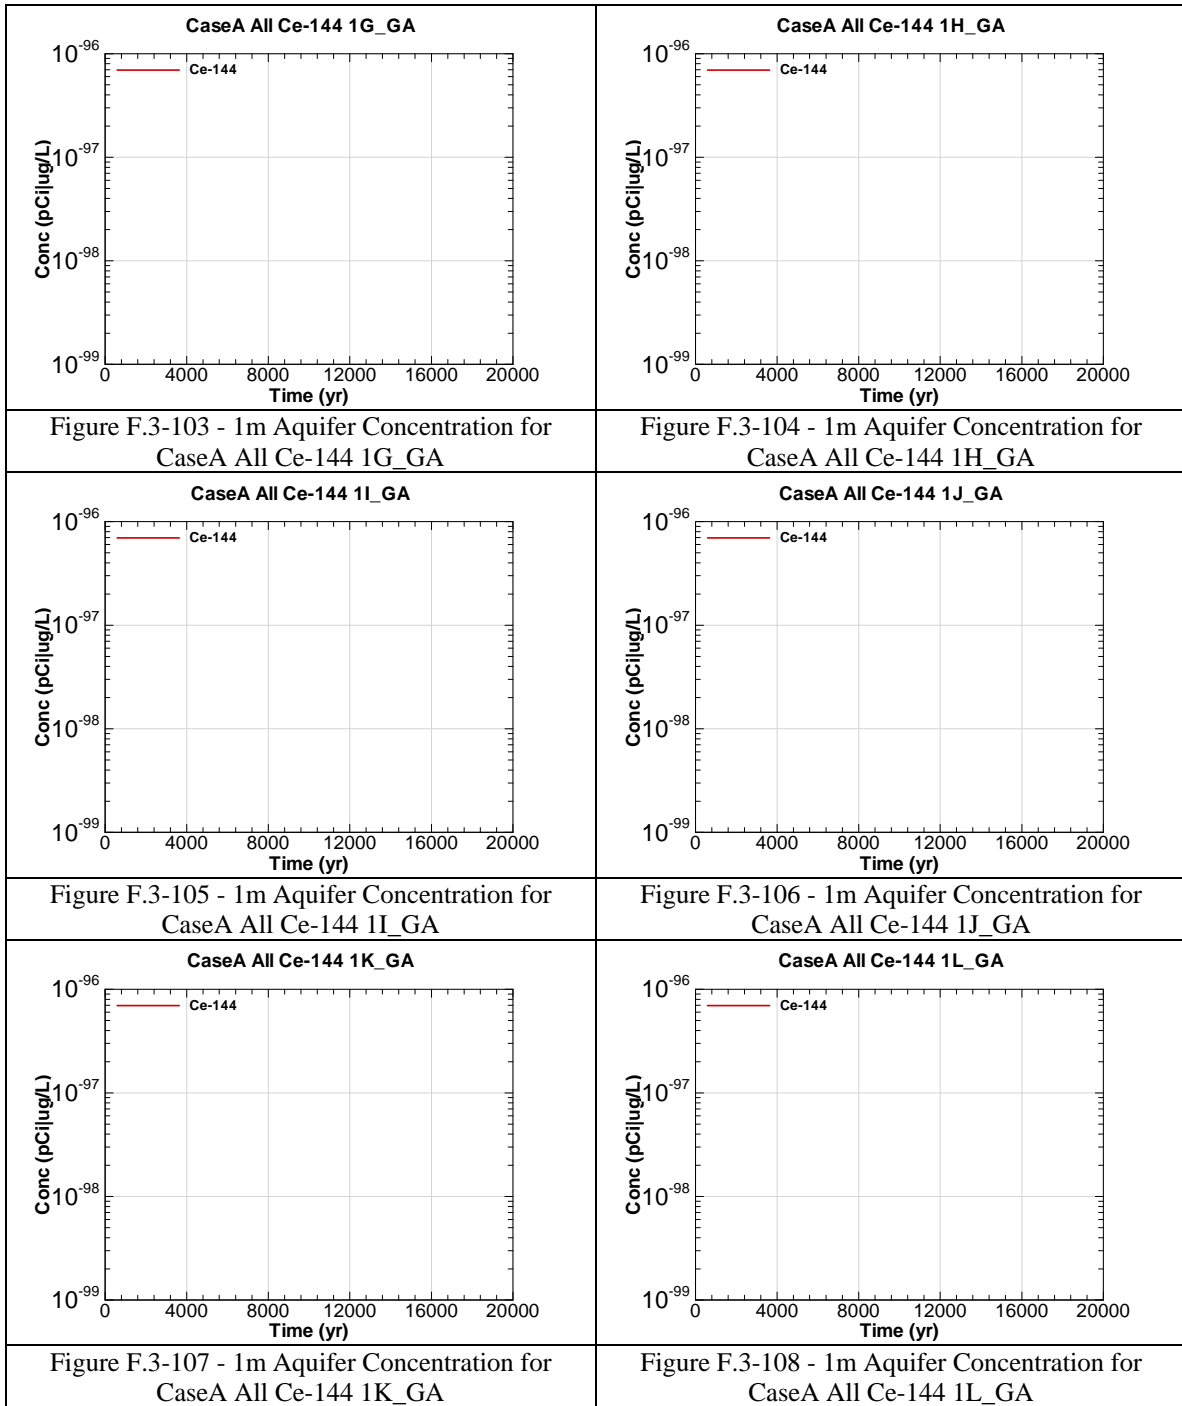 CaseA All Ce-144 1G_GA
Ce-144
Conc (pCi|ug/L)
10^-96
10^-97
10^-98
10^-99
0 4000 8000 12000 16000 20000
Time (yr)
Figure F.3-103 - 1m Aquifer Concentration for
CaseA All Ce-144 1G_GA
CaseA All Ce-144 1H_GA
Ce-144
Conc (pCi|ug/L)
10^-96
10^-97
10^-98
10^-99
0 4000 8000 12000 16000 20000
Time (yr)
Figure F.3-104 - 1m Aquifer Concentration for
CaseA All Ce-144 1H_GA
CaseA All Ce-144 1I_GA
Ce-144
Conc (pCi|ug/L)
10^-96
10^-97
10^-98
10^-99
0 4000 8000 12000 16000 20000
Time (yr)
Figure F.3-105 - 1m Aquifer Concentration for
CaseA All Ce-144 1I_GA
CaseA All Ce-144 1J_GA
Ce-144
Conc (pCi|ug/L)
10^-96
10^-97
10^-98
10^-99
0 4000 8000 12000 16000 20000
Time (yr)
Figure F.3-106 - 1m Aquifer Concentration for
CaseA All Ce-144 1J_GA
CaseA All Ce-144 1K_GA
Ce-144
Conc (pCi|ug/L)
10^-96
10^-97
10^-98
10^-99
0 4000 8000 12000 16000 20000
Time (yr)
Figure F.3-107 - 1m Aquifer Concentration for
CaseA All Ce-144 1K_GA
CaseA All Ce-144 1L_GA
Ce-144
Conc (pCi|ug/L)
10^-96
10^-97
10^-98
10^-99
0 4000 8000 12000 16000 20000
Time (yr)
Figure F.3-108 - 1m Aquifer Concentration for
CaseA All Ce-144 1L_GA